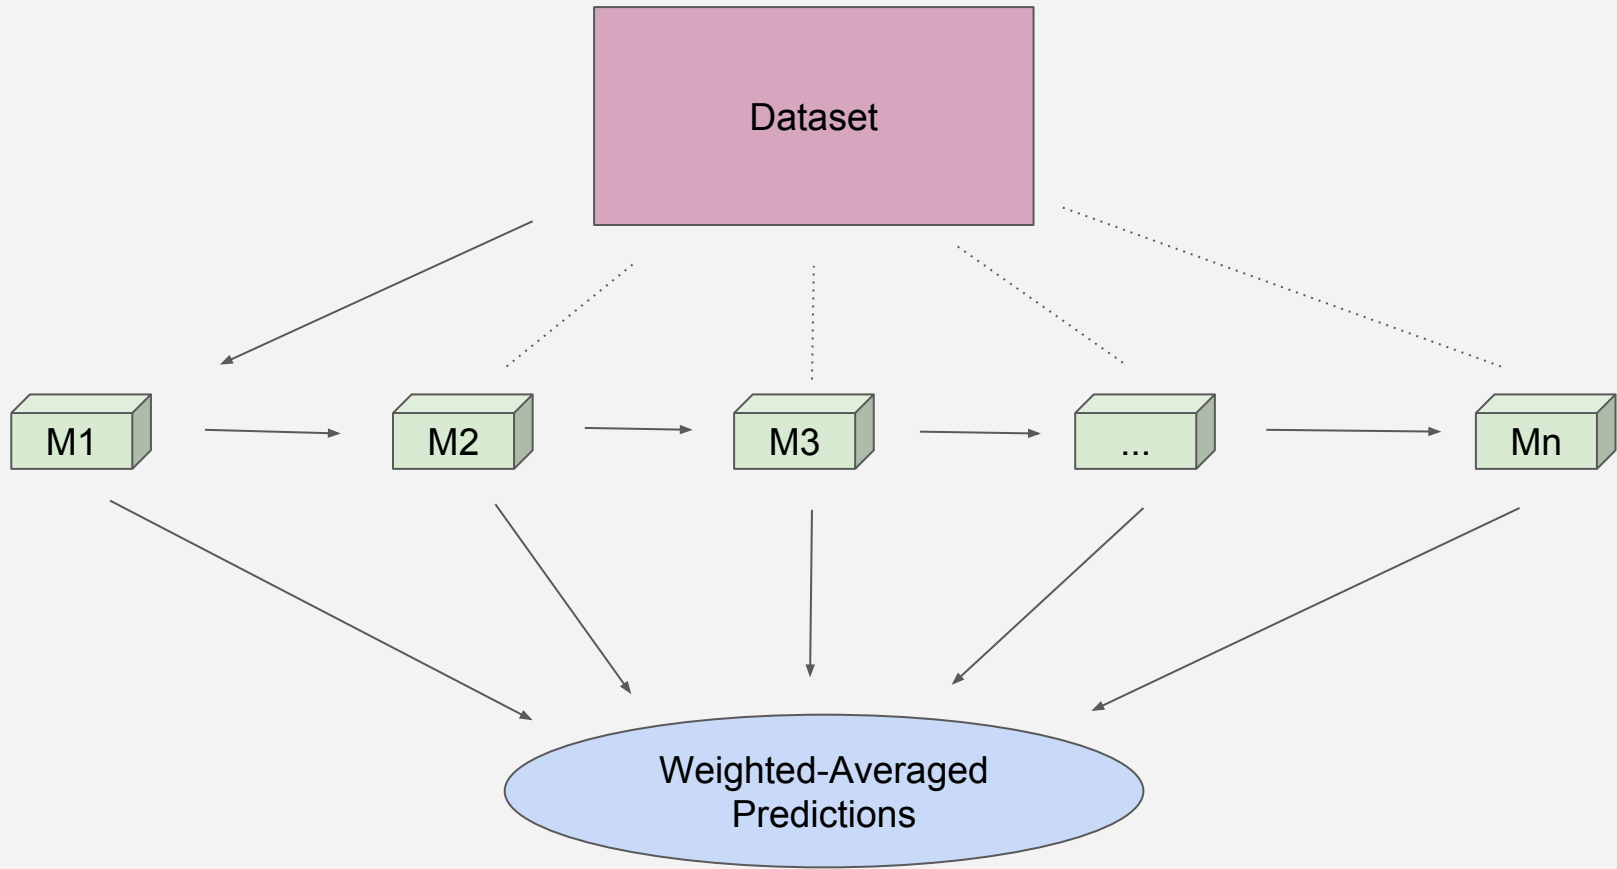 Dataset
M1
M2
M3
...
Mn
Weighted-Averaged
Predictions